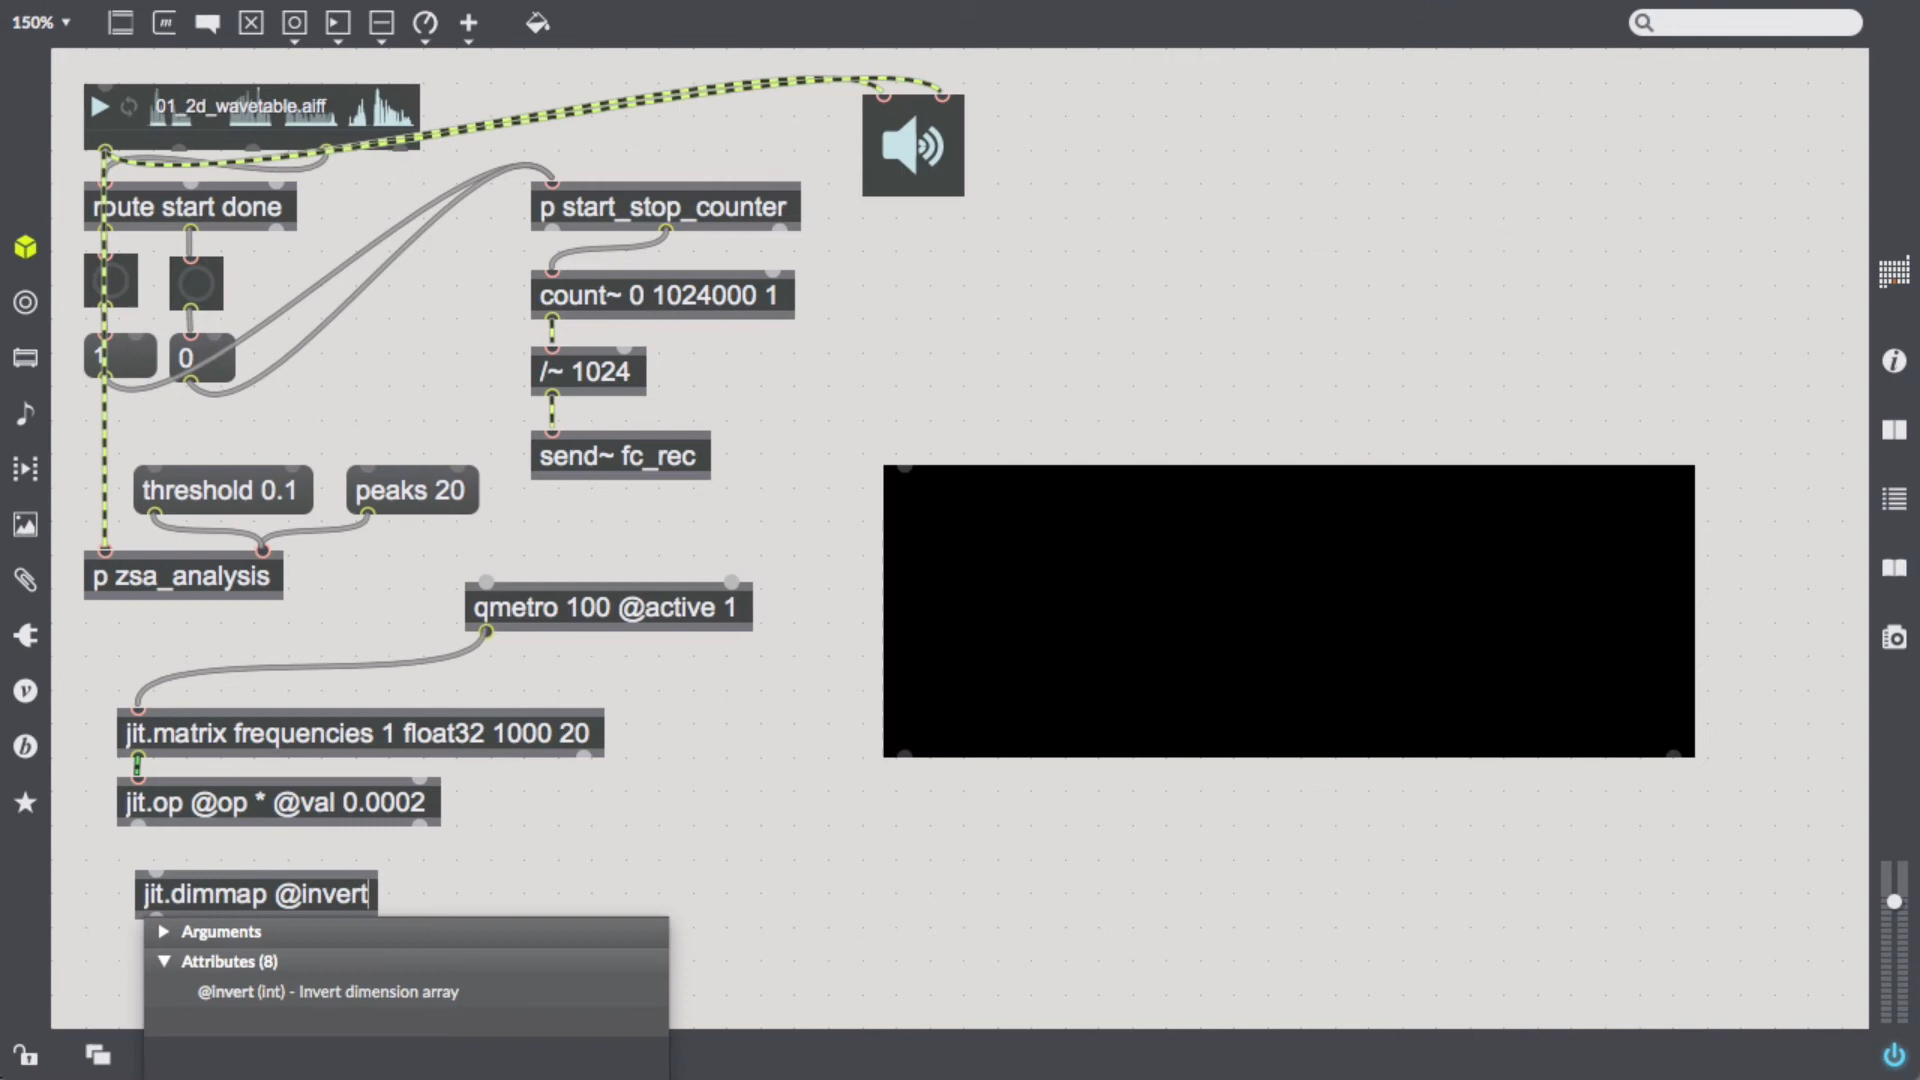 150%
m
01_2d_wavetable.aiff
route start done
p start_stop_counter
count~ 0 1024000 1
1
0
/~ 1024
send~ fc_rec
threshold 0.1
peaks 20
p zsa_analysis
qmetro 100 @active 1
jit.matrix frequencies 1 float32 1000 20
jit.op @op * @val 0.0002
jit.dimmap @invert
Arguments
Attributes (8)
@invert (int) - Invert dimension array
i
v
b